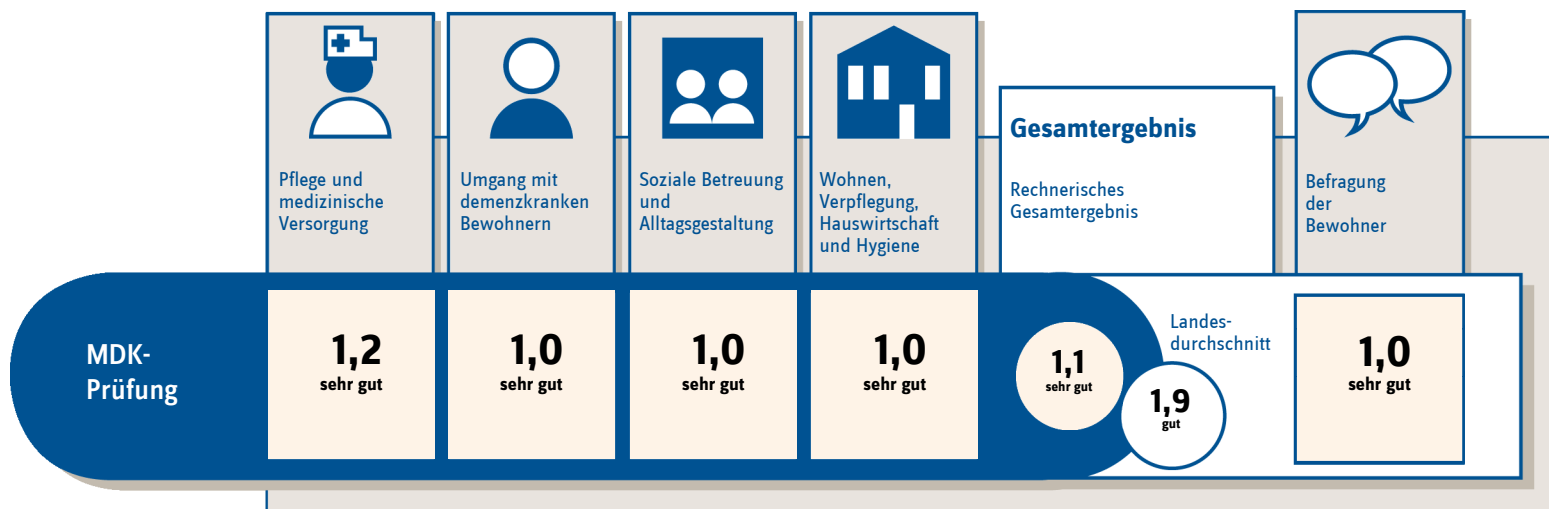 Pflege und
medizinische
Versorgung
Umgang mit
demenzkranken
Bewohnern
Soziale Betreuung
und
Alltagsgestaltung
Wohnen,
Verpflegung,
Hauswirtschaft
und Hygiene
Gesamtergebnis
Rechnerisches
Gesamtergebnis
Befragung
der
Bewohner
MDK-
Prüfung
1,2
sehr gut
1,0
sehr gut
1,0
sehr gut
1,0
sehr gut
1,1
sehr gut
Landes-
durchschnitt
1,9
gut
1,0
sehr gut